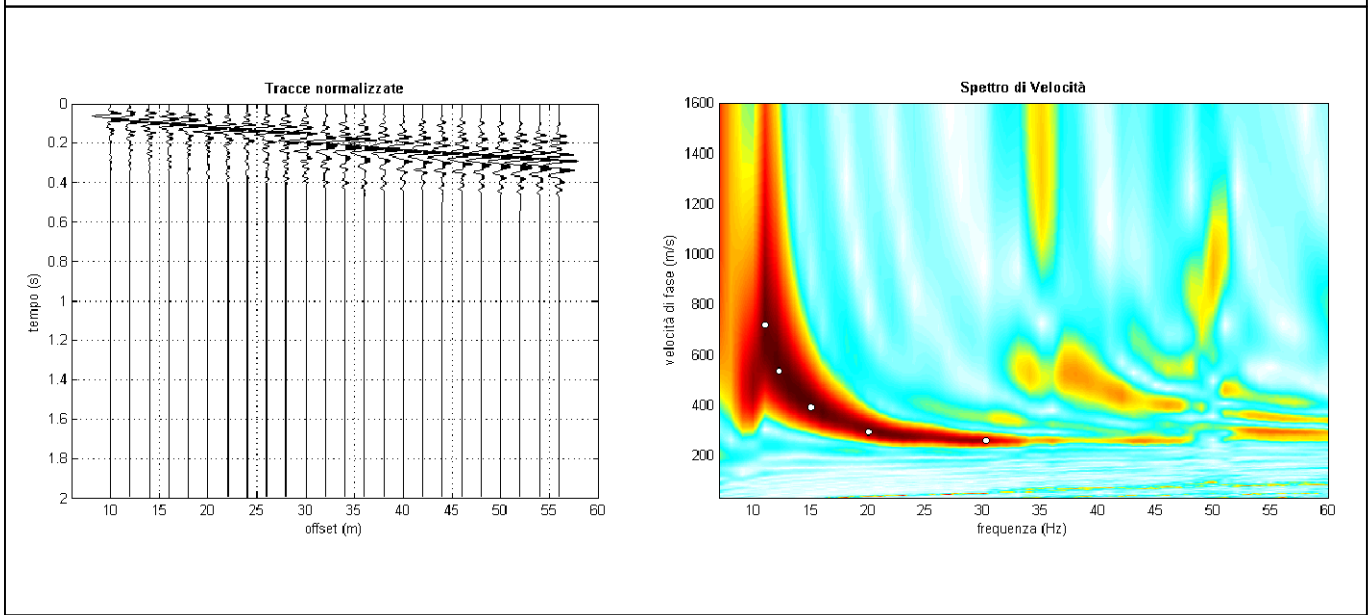 Tracce normalizzate
0
0.2
0.4
0.6
0.8
1
1.2
1.4
1.6
1.8
2
tempo (s)
10 15 20 25 30 35 40 45 50 55 60
offset (m)
Spettro di Velocità
1600
1400
1200
1000
800
600
400
200
velocità di fase (m/s)
10 15 20 25 30 35 40 45 50 55 60
frequenza (Hz)